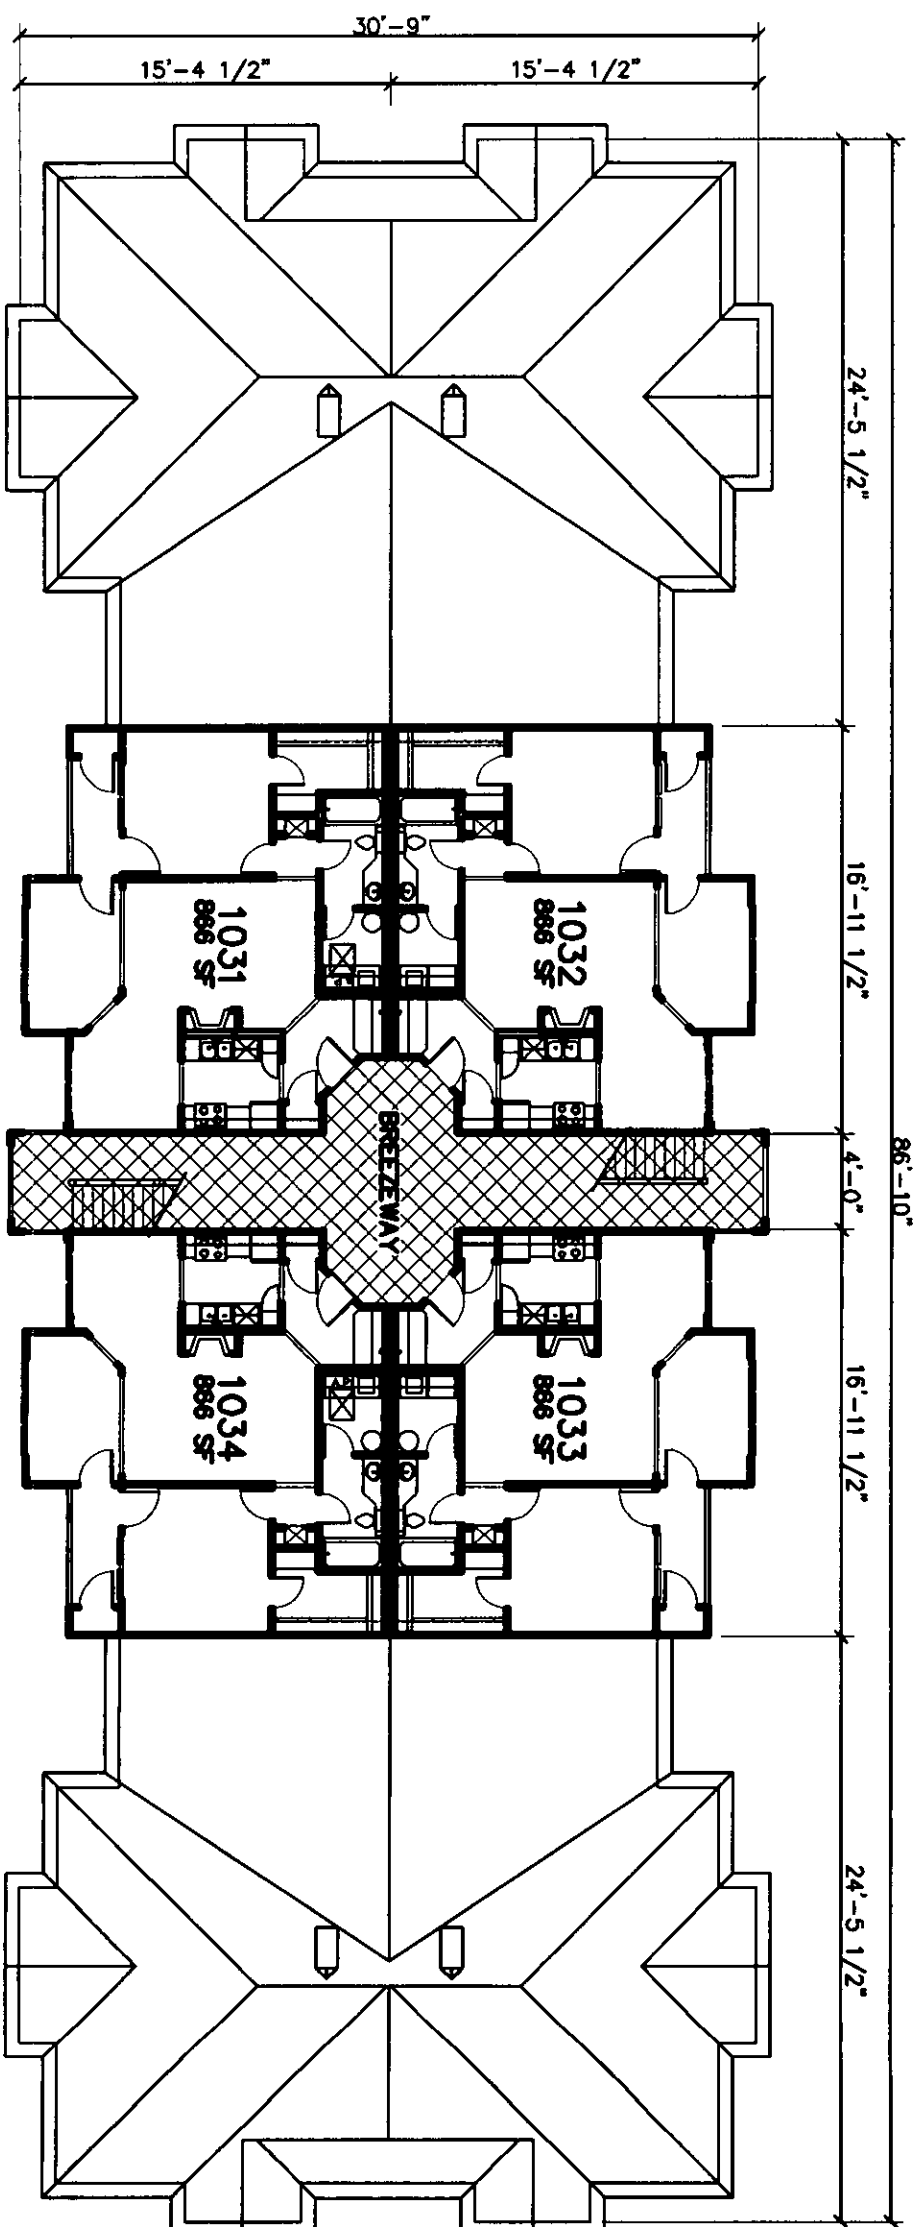 30'-9"
15'-4 1/2"
15'-4 1/2"
24'-5 1/2"
86'-10"
16'-11 1/2"
4'-0"
16'-11 1/2"
24'-5 1/2"
1031
866 SF
1032
866 SF
BREEZEWAY
1034
866 SF
1033
866 SF